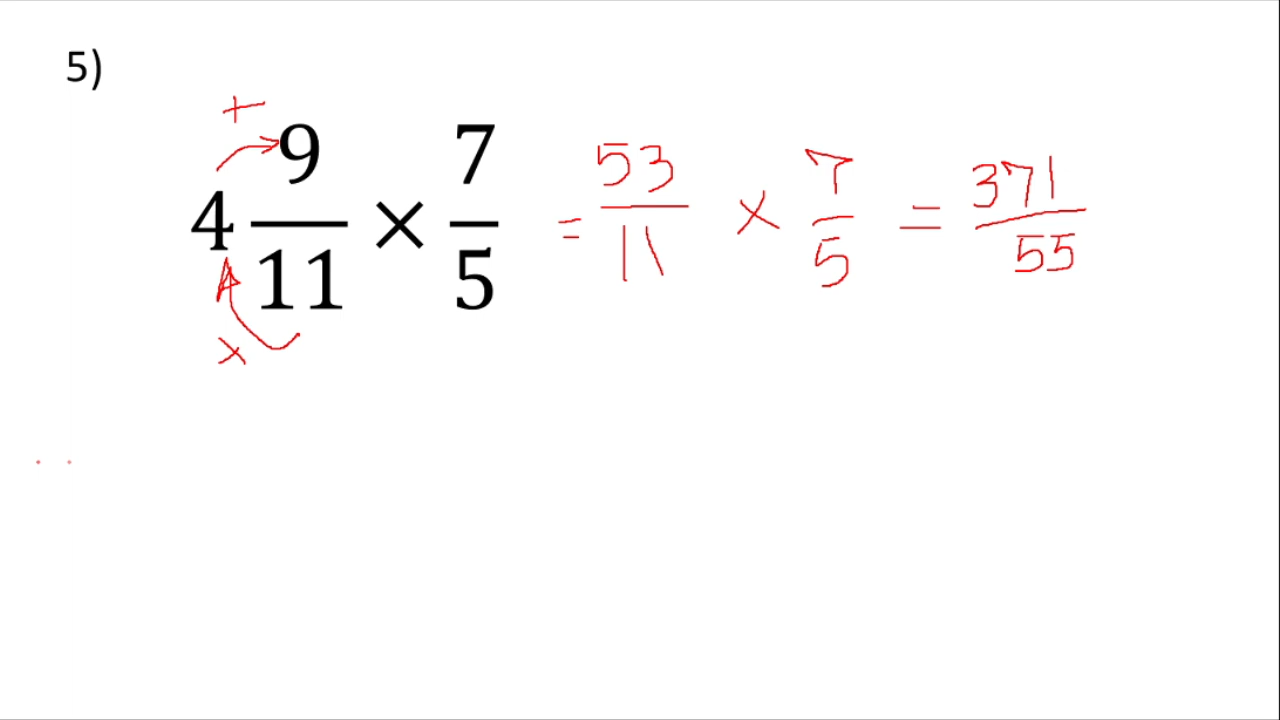 5)
4 9/11 × 7/5 = 53/11 × 7/5 = 371/55
+
×